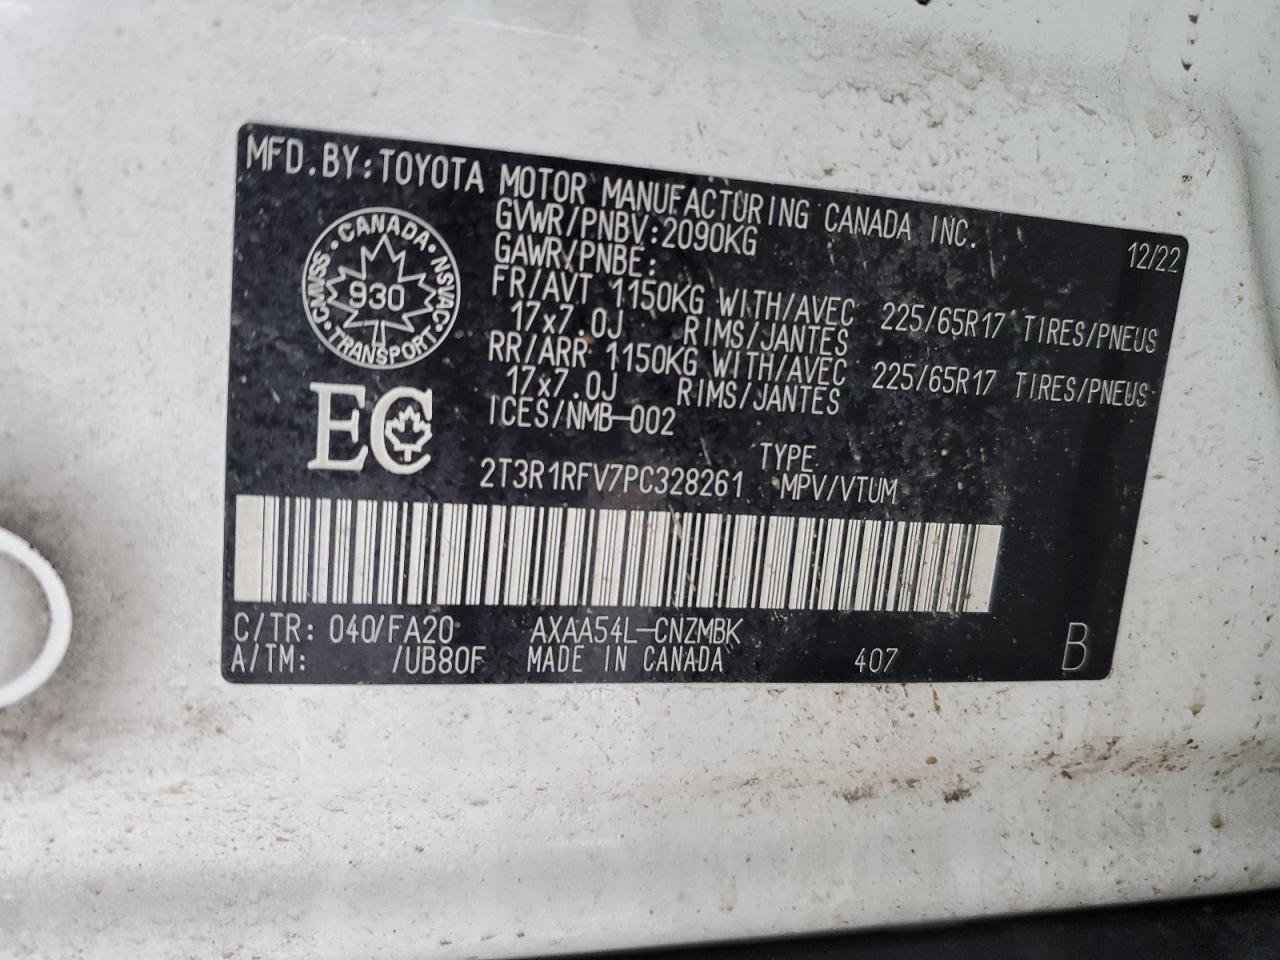 MFD.BY:TOYOTA MOTOR MANUFACTURING CANADA INC.
12/22
GVWR/PNBV:2090KG
GAWR/PNBE:
FR/AVT 1150KG WITH/AVEC 225/65R17 TIRES/PNEUS
17x7.0J RIMS/JANTES
RR/ARR 1150KG WITH/AVEC 225/65R17 TIRES/PNEUS
17x7.0J RIMS/JANTES
ICES/NMB-002
CANADA · NSVAC · TRANSPORT · CMVSS ·
930
EC
TYPE
2T3R1RFV7PC328261 MPV/VTUM
C/TR: 040/FA20 AXAA54L-CNZMBK
A/TM: /UB80F MADE IN CANADA 407 B